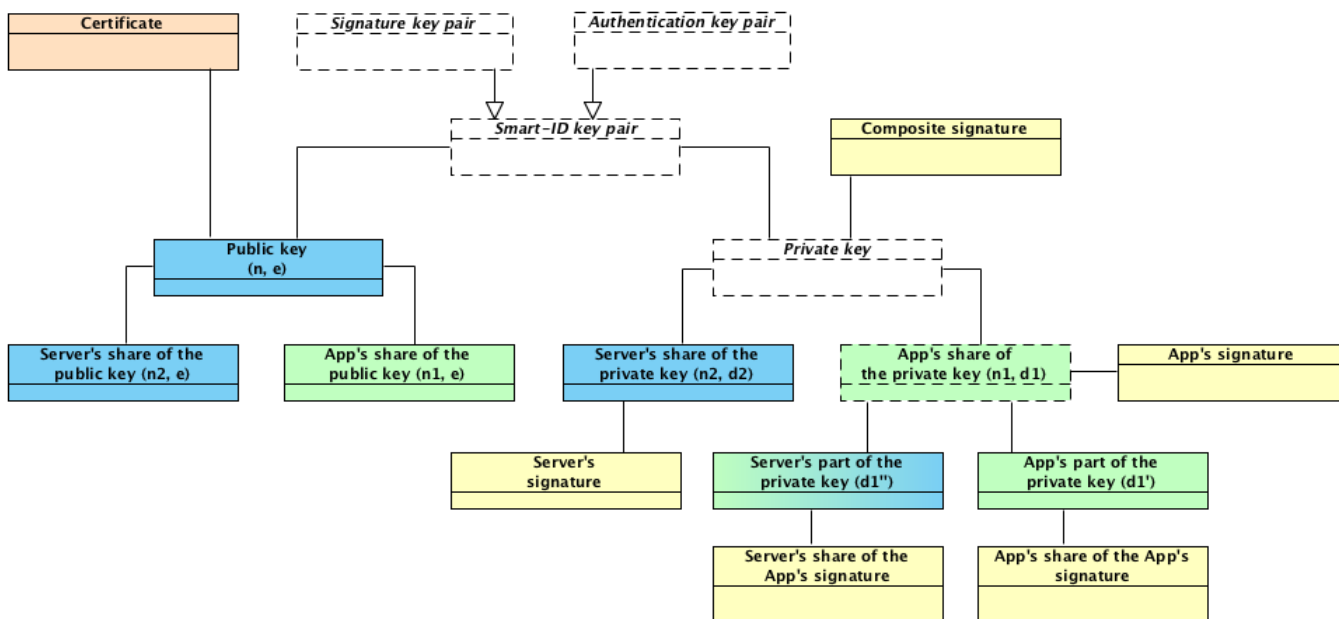 Certificate
Signature key pair
Authentication key pair
Smart-ID key pair
Composite signature
Public key
(n, e)
Private key
Server's share of the
public key (n2, e)
App's share of the
public key (n1, e)
Server's share of the
private key (n2, d2)
App's share of
the private key (n1, d1)
App's signature
Server's
signature
Server's part of the
private key (d1'')
App's part of the
private key (d1')
Server's share of the
App's signature
App's share of the App's
signature